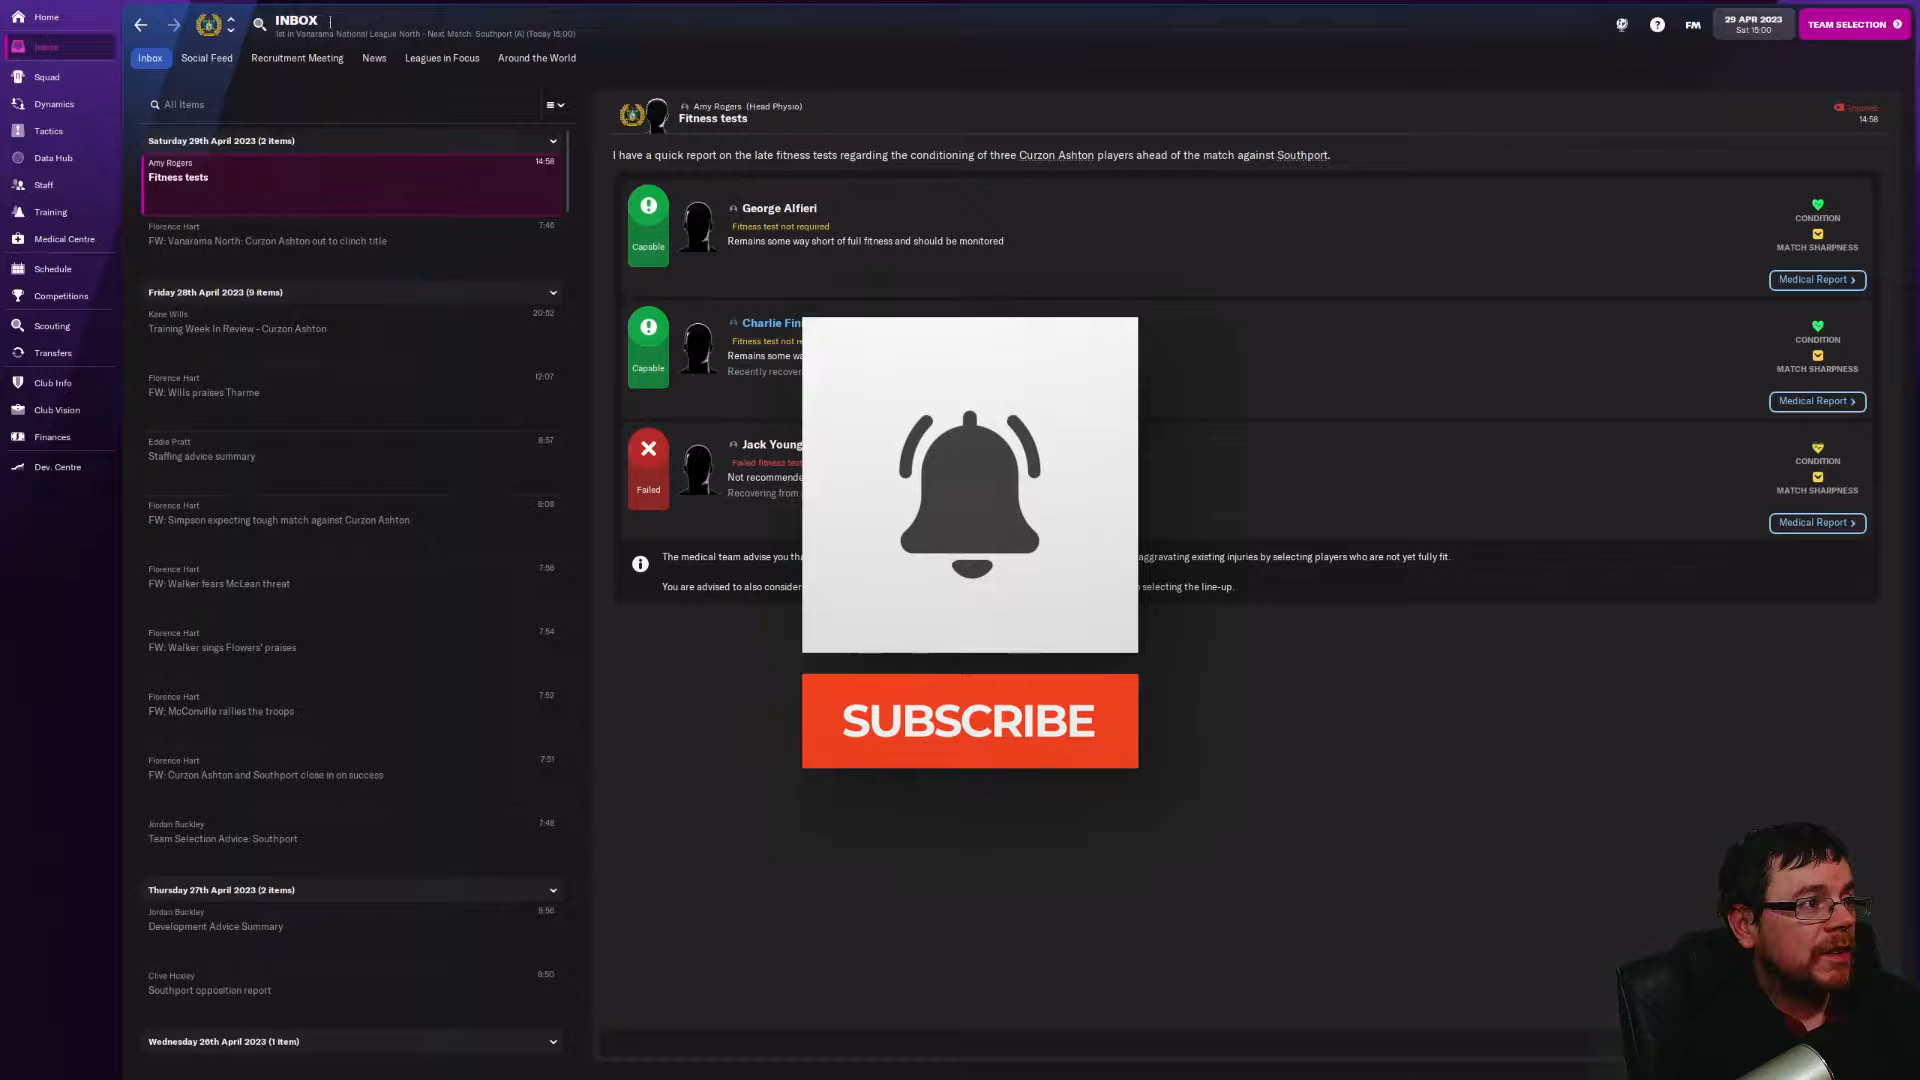 Home
Inbox
Squad
Dynamics
Tactics
Data Hub
Staff
Training
Medical Centre
Schedule
Competitions
Scouting
Transfers
Club Info
Club Vision
Finances
Dev. Centre
INBOX
1st in Vanarama National League North - Next Match: Southport (A) (Today 15:00)
FM
29 APR 2023
Sat 15:00
TEAM SELECTION
Inbox
Social Feed
Recruitment Meeting
News
Leagues in Focus
Around the World
All Items
Saturday 29th April 2023 (2 items)
Amy Rogers 14:58
Fitness tests
Florence Hart 7:46
FW: Vanarama North: Curzon Ashton out to clinch title
Friday 28th April 2023 (9 items)
Kane Wills 20:52
Training Week In Review - Curzon Ashton
Florence Hart 12:07
FW: Wills praises Tharme
Eddie Pratt 8:57
Staffing advice summary
Florence Hart 8:08
FW: Simpson expecting tough match against Curzon Ashton
Florence Hart 7:58
FW: Walker fears McLean threat
Florence Hart 7:54
FW: Walker sings Flowers' praises
Florence Hart 7:52
FW: McConville rallies the troops
Florence Hart 7:51
FW: Curzon Ashton and Southport close in on success
Jordan Buckley 7:48
Team Selection Advice: Southport
Thursday 27th April 2023 (2 items)
Jordan Buckley 8:56
Development Advice Summary
Clive Huxley 8:50
Southport opposition report
Wednesday 26th April 2023 (1 item)
Amy Rogers (Head Physio)
Fitness tests
Injuries
14:58
I have a quick report on the late fitness tests regarding the conditioning of three Curzon Ashton players ahead of the match against Southport.
Capable
George Alfieri
Fitness test not required
Remains some way short of full fitness and should be monitored
CONDITION
MATCH SHARPNESS
Medical Report
Capable
Charlie Fin
Fitness test not r
Remains some wa
Recently recover
CONDITION
MATCH SHARPNESS
Medical Report
Failed
Jack Young
Failed fitness test
Not recommende
Recovering from
CONDITION
MATCH SHARPNESS
Medical Report
The medical team advise you tha aggravating existing injuries by selecting players who are not yet fully fit.
You are advised to also consider selecting the line-up.
SUBSCRIBE